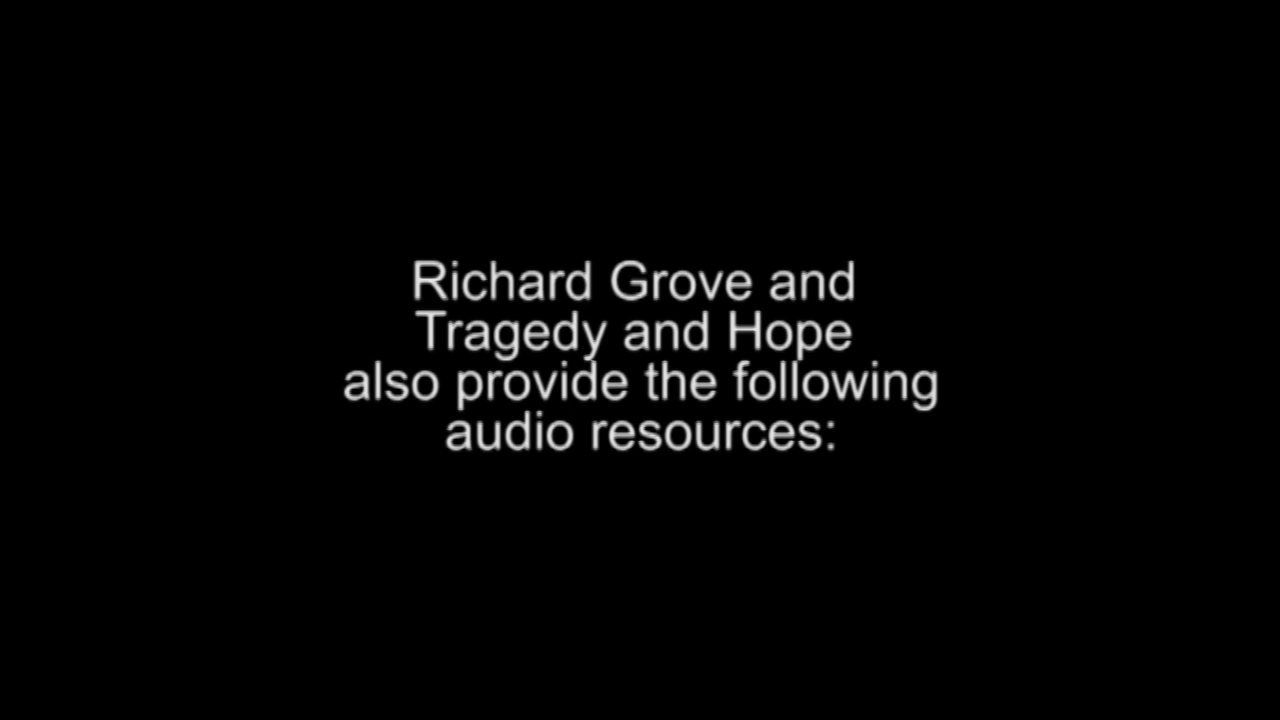 Richard Grove and
Tragedy and Hope
also provide the following
audio resources: